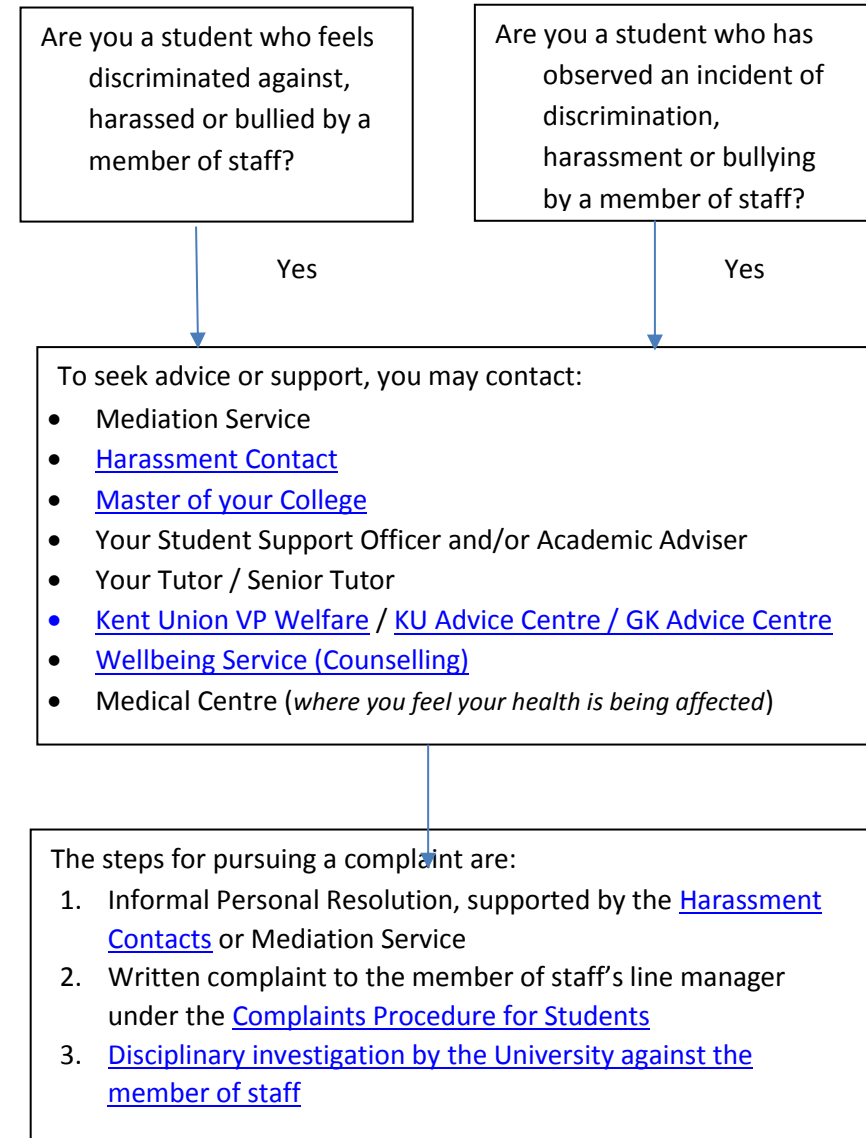 Are you a student who feels
discriminated against,
harassed or bullied by a
member of staff?
Are you a student who has
observed an incident of
discrimination,
harassment or bullying
by a member of staff?
Yes
Yes
To seek advice or support, you may contact:
• Mediation Service
• Harassment Contact
• Master of your College
• Your Student Support Officer and/or Academic Adviser
• Your Tutor / Senior Tutor
• Kent Union VP Welfare / KU Advice Centre / GK Advice Centre
• Wellbeing Service (Counselling)
• Medical Centre (where you feel your health is being affected)
The steps for pursuing a complaint are:
1. Informal Personal Resolution, supported by the Harassment
Contacts or Mediation Service
2. Written complaint to the member of staff’s line manager
under the Complaints Procedure for Students
3. Disciplinary investigation by the University against the
member of staff